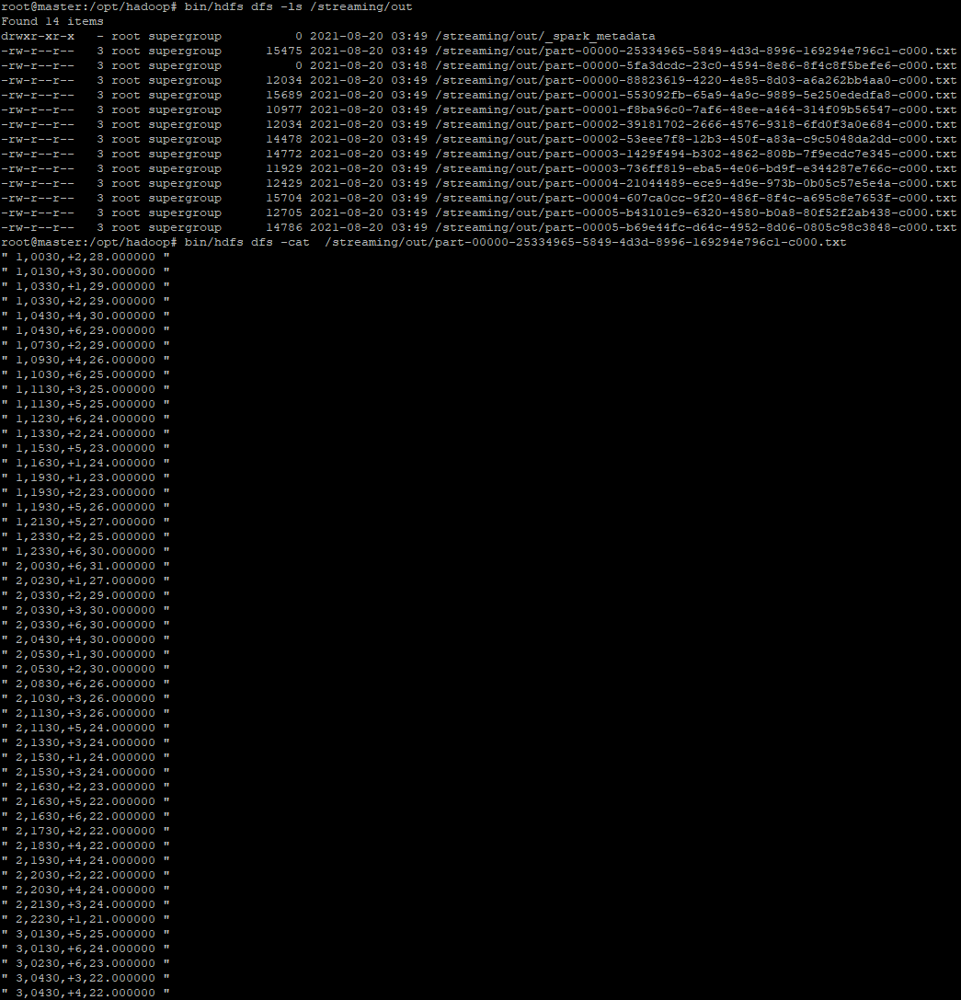 root@master:/opt/hadoop# bin/hdfs dfs -ls /streaming/out
Found 14 items
drwxr-xr-x   - root supergroup          0 2021-08-20 03:49 /streaming/out/_spark_metadata
-rw-r--r--   3 root supergroup      15475 2021-08-20 03:49 /streaming/out/part-00000-25334965-5849-4d3d-8996-169294e796c1-c000.txt
-rw-r--r--   3 root supergroup          0 2021-08-20 03:48 /streaming/out/part-00000-5fa3dcdc-23c0-4594-8e86-8f4c8f5befe6-c000.txt
-rw-r--r--   3 root supergroup      12034 2021-08-20 03:49 /streaming/out/part-00000-88823619-4220-4e85-8d03-a6a262bb4aa0-c000.txt
-rw-r--r--   3 root supergroup      15689 2021-08-20 03:49 /streaming/out/part-00001-553092fb-65a9-4a9c-9889-5e250ededfa8-c000.txt
-rw-r--r--   3 root supergroup      10977 2021-08-20 03:49 /streaming/out/part-00001-f8ba96c0-7af6-48ee-a464-314f09b56547-c000.txt
-rw-r--r--   3 root supergroup      12034 2021-08-20 03:49 /streaming/out/part-00002-39181702-2666-4576-9318-6fd0f3a0e684-c000.txt
-rw-r--r--   3 root supergroup      14478 2021-08-20 03:49 /streaming/out/part-00002-53eee7f8-12b3-450f-a83a-c9c5048da2dd-c000.txt
-rw-r--r--   3 root supergroup      14772 2021-08-20 03:49 /streaming/out/part-00003-1429f494-b302-4862-808b-7f9ecdc7e345-c000.txt
-rw-r--r--   3 root supergroup      11929 2021-08-20 03:49 /streaming/out/part-00003-736ff819-eba5-4e06-bd9f-e344287e766c-c000.txt
-rw-r--r--   3 root supergroup      12429 2021-08-20 03:49 /streaming/out/part-00004-21044489-ece9-4d9e-973b-0b05c57e5e4a-c000.txt
-rw-r--r--   3 root supergroup      15704 2021-08-20 03:49 /streaming/out/part-00004-607ca0cc-9f20-486f-8f4c-a695c8e7653f-c000.txt
-rw-r--r--   3 root supergroup      12705 2021-08-20 03:49 /streaming/out/part-00005-b43101c9-6320-4580-b0a8-80f52f2ab438-c000.txt
-rw-r--r--   3 root supergroup      14786 2021-08-20 03:49 /streaming/out/part-00005-b69e44fc-d64c-4952-8d06-0805c98c3848-c000.txt
root@master:/opt/hadoop# bin/hdfs dfs -cat  /streaming/out/part-00000-25334965-5849-4d3d-8996-169294e796c1-c000.txt
" 1,0030,+2,28.000000 "
" 1,0130,+3,30.000000 "
" 1,0330,+1,29.000000 "
" 1,0330,+2,29.000000 "
" 1,0430,+4,30.000000 "
" 1,0430,+6,29.000000 "
" 1,0730,+2,29.000000 "
" 1,0930,+4,26.000000 "
" 1,1030,+6,25.000000 "
" 1,1130,+3,25.000000 "
" 1,1130,+5,25.000000 "
" 1,1230,+6,24.000000 "
" 1,1330,+2,24.000000 "
" 1,1530,+5,23.000000 "
" 1,1630,+1,24.000000 "
" 1,1930,+1,23.000000 "
" 1,1930,+2,23.000000 "
" 1,1930,+5,26.000000 "
" 1,2130,+5,27.000000 "
" 1,2330,+2,25.000000 "
" 1,2330,+6,30.000000 "
" 2,0030,+6,31.000000 "
" 2,0230,+1,27.000000 "
" 2,0330,+2,29.000000 "
" 2,0330,+3,30.000000 "
" 2,0330,+6,30.000000 "
" 2,0430,+4,30.000000 "
" 2,0530,+1,30.000000 "
" 2,0530,+2,30.000000 "
" 2,0830,+6,26.000000 "
" 2,1030,+3,26.000000 "
" 2,1130,+3,26.000000 "
" 2,1130,+5,24.000000 "
" 2,1330,+3,24.000000 "
" 2,1530,+1,24.000000 "
" 2,1530,+3,24.000000 "
" 2,1630,+2,23.000000 "
" 2,1630,+5,22.000000 "
" 2,1630,+6,22.000000 "
" 2,1730,+2,22.000000 "
" 2,1830,+4,22.000000 "
" 2,1930,+4,24.000000 "
" 2,2030,+2,22.000000 "
" 2,2030,+4,24.000000 "
" 2,2130,+3,24.000000 "
" 2,2230,+1,21.000000 "
" 3,0130,+5,25.000000 "
" 3,0130,+6,24.000000 "
" 3,0230,+6,23.000000 "
" 3,0430,+3,22.000000 "
" 3,0430,+4,22.000000 "